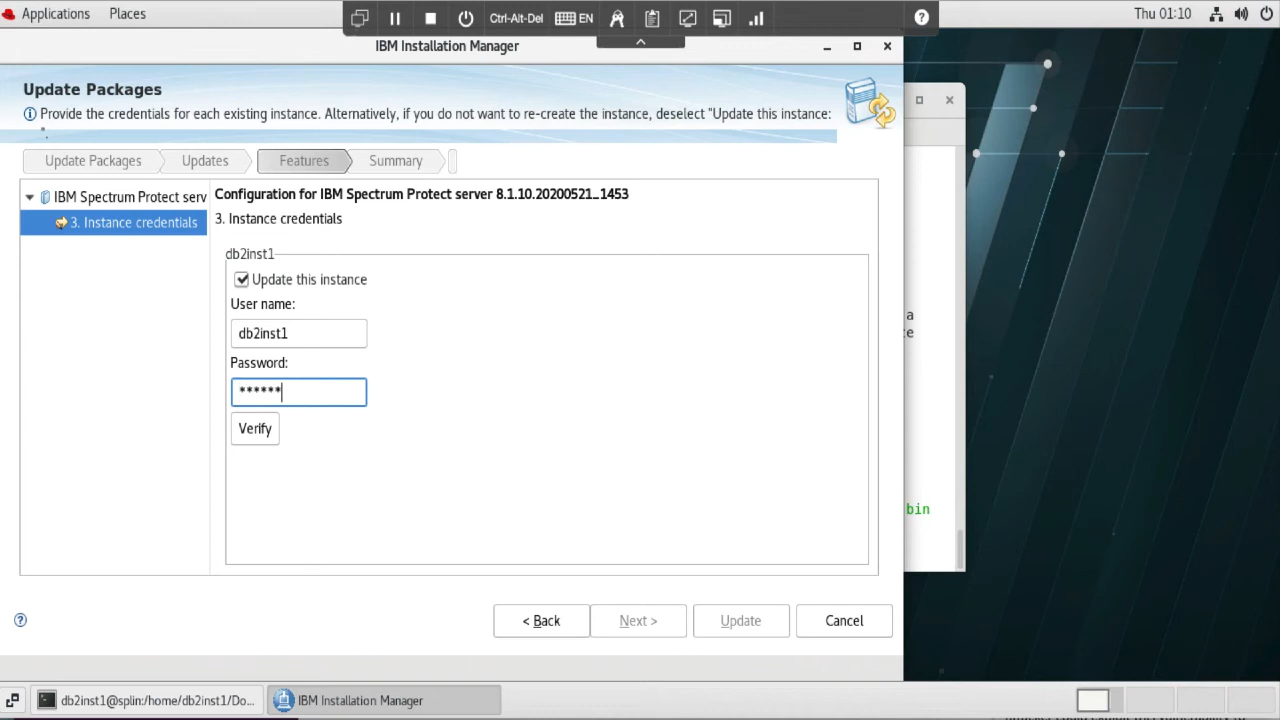 Applications Places
Ctrl-Alt-Del EN
Thu 01:10
IBM Installation Manager
Update Packages
Provide the credentials for each existing instance. Alternatively, if you do not want to re-create the instance, deselect "Update this instance:
".
Update Packages Updates Features Summary
IBM Spectrum Protect serv
3. Instance credentials
Configuration for IBM Spectrum Protect server 8.1.10.20200521_1453
3. Instance credentials
db2inst1
Update this instance
User name:
db2inst1
Password:
******
Verify
a
bin
< Back Next > Update Cancel
db2inst1@splin:/home/db2inst1/Do... IBM Installation Manager